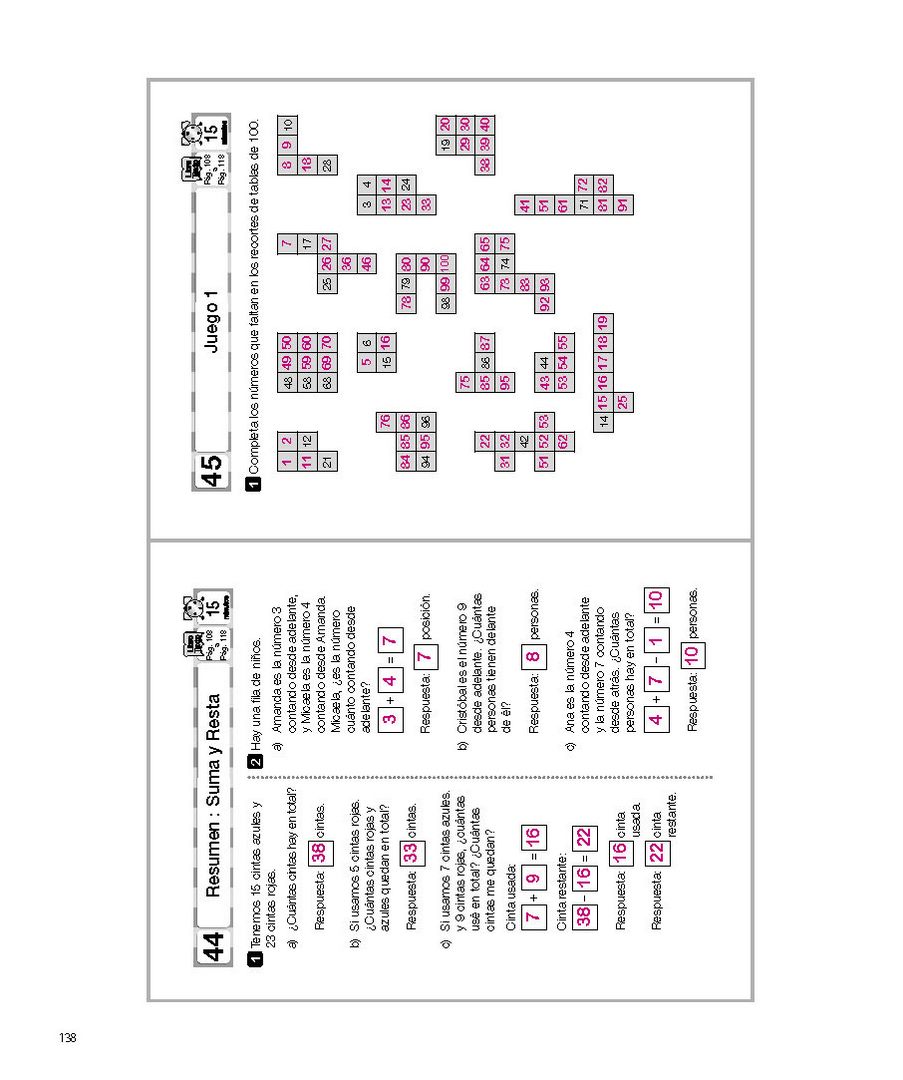 44
Resumen : Suma y Resta
Libro
Pág. 108
a
Pág. 118
15
minutos
1 Tenemos 15 cintas azules y
23 cintas rojas.
a) ¿Cuántas cintas hay en total?
Respuesta: 38 cintas.
b) Si usamos 5 cintas rojas.
¿Cuántas cintas rojas y
azules quedan en total?
Respuesta: 33 cintas.
c) Si usamos 7 cintas azules.
y 9 cintas rojas, ¿cuántas
usé en total? ¿Cuántas
cintas me quedan?
Cinta usada:
7 + 9 = 16
Cinta restante:
38 - 16 = 22
Respuesta: 16 cinta
usada.
Respuesta: 22 cinta
restante.
2 Hay una fila de niños.
a) Amanda es la número 3
contando desde adelante,
y Micaela es la número 4
contando desde Amanda.
Micaela, ¿es la número
cuánto contando desde
adelante?
3 + 4 = 7
Respuesta: 7 posición.
b) Cristóbal es el número 9
desde adelante. ¿Cuántas
personas tienen delante
de él?
Respuesta: 8 personas.
c) Ana es la número 4
contando desde adelante
y la número 7 contando
desde atrás. ¿Cuántas
personas hay en total?
4 + 7 - 1 = 10
Respuesta: 10 personas.
45
Juego 1
Libro
Pág. 108
a
Pág. 118
15
minutos
1 Completa los números que faltan en los recortes de tablas de 100.
1 2
11 12
21
48 49 50
58 59 60
68 69 70
7
17
25 26 27
36
46
8 9 10
18
28
5 6
15 16
3 4
13 14
23 24
33
76
84 85 86
94 95 96
78 79 80
90
98 99 100
19 20
29 30
38 39 40
75
85 86 87
95
22
31 32
42
51 52 53
62
63 64 65
73 74 75
83
92 93
43 44
53 54 55
41
51
61
71 72
81 82
91
14 15 16 17 18 19
25
138